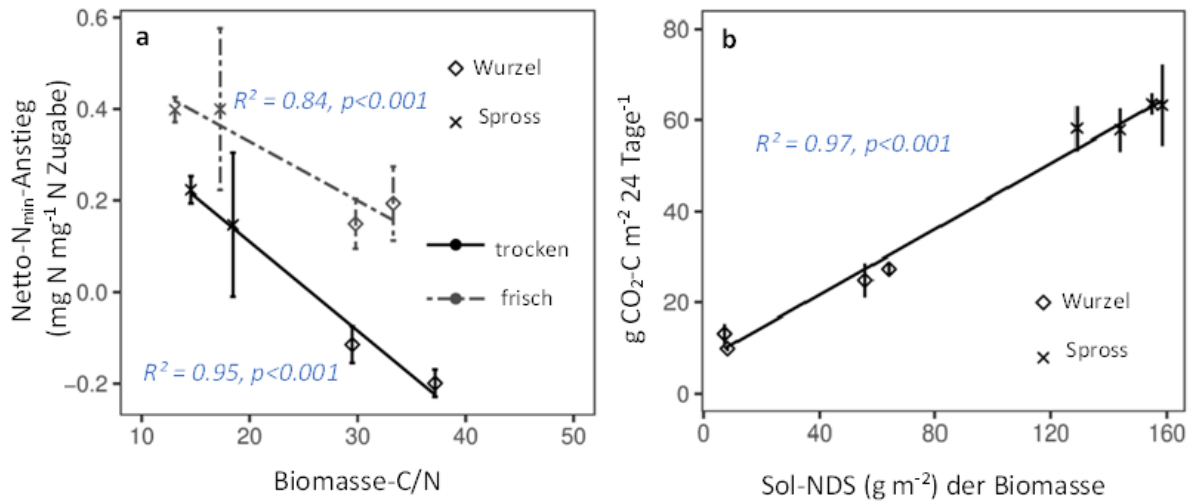 a
0.6
0.4
0.2
0.0
−0.2
Netto-Nmin-Anstieg
(mg N mg-1 N Zugabe)
Wurzel
Spross
R² = 0.84, p<0.001
trocken
frisch
R² = 0.95, p<0.001
10 20 30 40 50
Biomasse-C/N
b
80
60
40
20
0
g CO2-C m-2 24 Tage-1
R² = 0.97, p<0.001
Wurzel
Spross
0 40 80 120 160
Sol-NDS (g m-2) der Biomasse